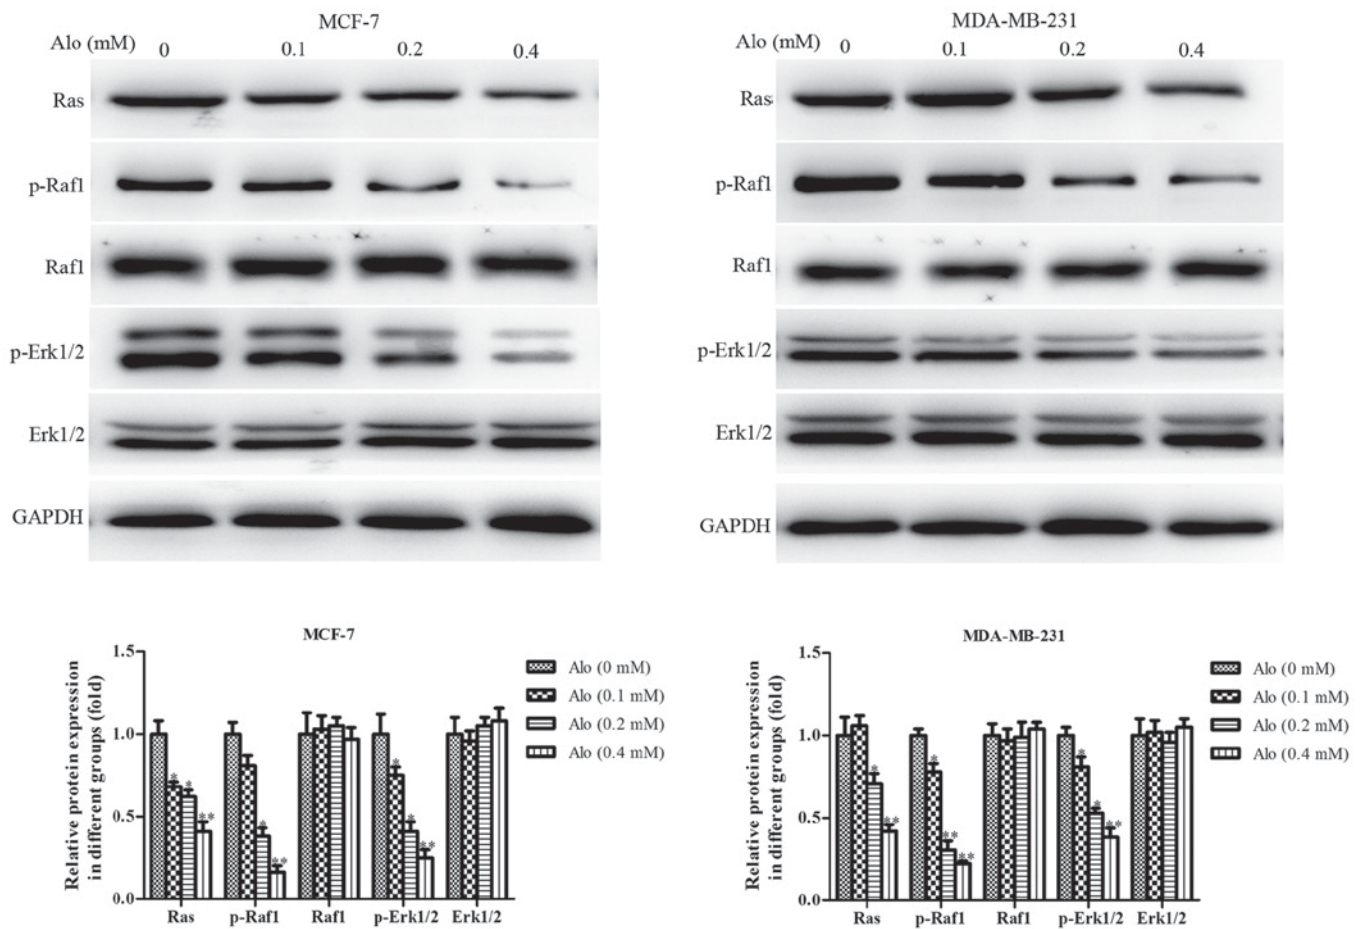 MCF-7
Alo (mM) 0 0.1 0.2 0.4
Ras
p-Raf1
Raf1
p-Erk1/2
Erk1/2
GAPDH
MDA-MB-231
Alo (mM) 0 0.1 0.2 0.4
Ras
p-Raf1
Raf1
p-Erk1/2
Erk1/2
GAPDH
MCF-7
Relative protein expression
in different groups (fold)
1.5
1.0
0.5
0.0
* * **
* **
* * **
Ras p-Raf1 Raf1 p-Erk1/2 Erk1/2
Alo (0 mM)
Alo (0.1 mM)
Alo (0.2 mM)
Alo (0.4 mM)
MDA-MB-231
Relative protein expression
in different groups (fold)
1.5
1.0
0.5
0.0
* **
* ** **
* * **
Ras p-Raf1 Raf1 p-Erk1/2 Erk1/2
Alo (0 mM)
Alo (0.1 mM)
Alo (0.2 mM)
Alo (0.4 mM)